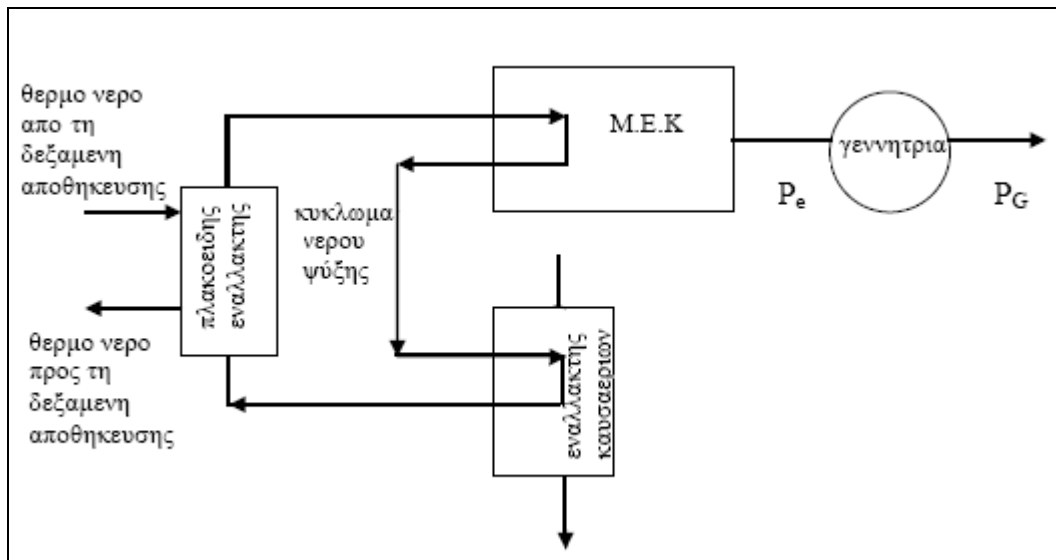 θερμο νερο
απο τη
δεξαμενη
αποθηκευσης
πλακοειδης
εναλλακτης
κυκλωμα
νερου
ψύξης
Μ.Ε.Κ
γεννητρια
Pe
PG
θερμο νερο
προς τη
δεξαμενη
αποθηκευσης
εναλλακτης
καυσαεριων